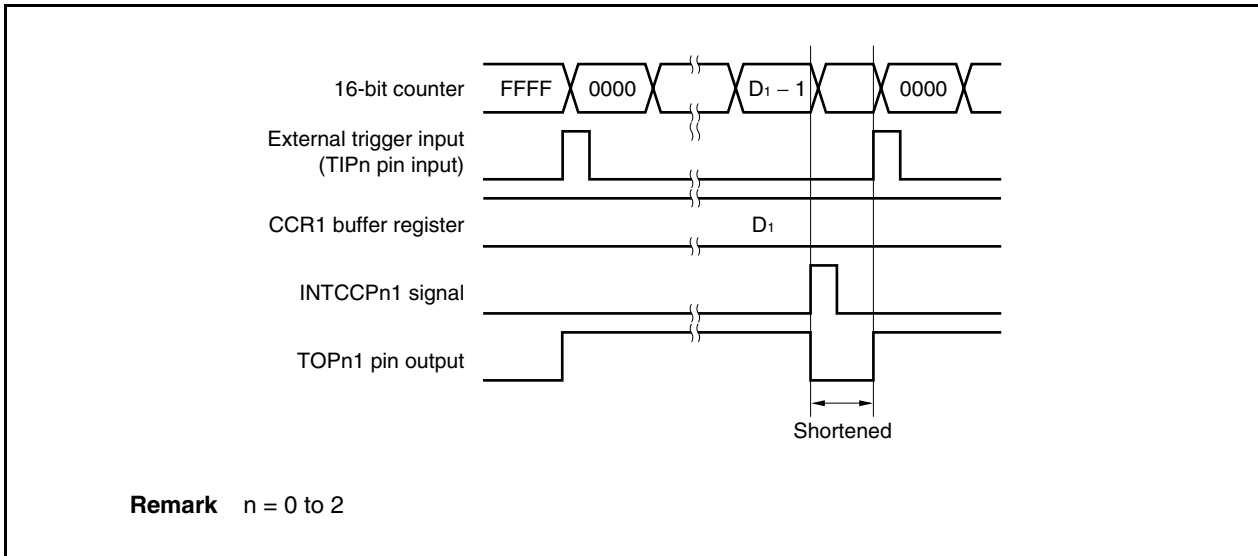 16-bit counter FFFF 0000 D₁ – 1 0000
External trigger input
(TIPn pin input)
CCR1 buffer register D₁
INTCCPn1 signal
TOPn1 pin output
Shortened
Remark n = 0 to 2